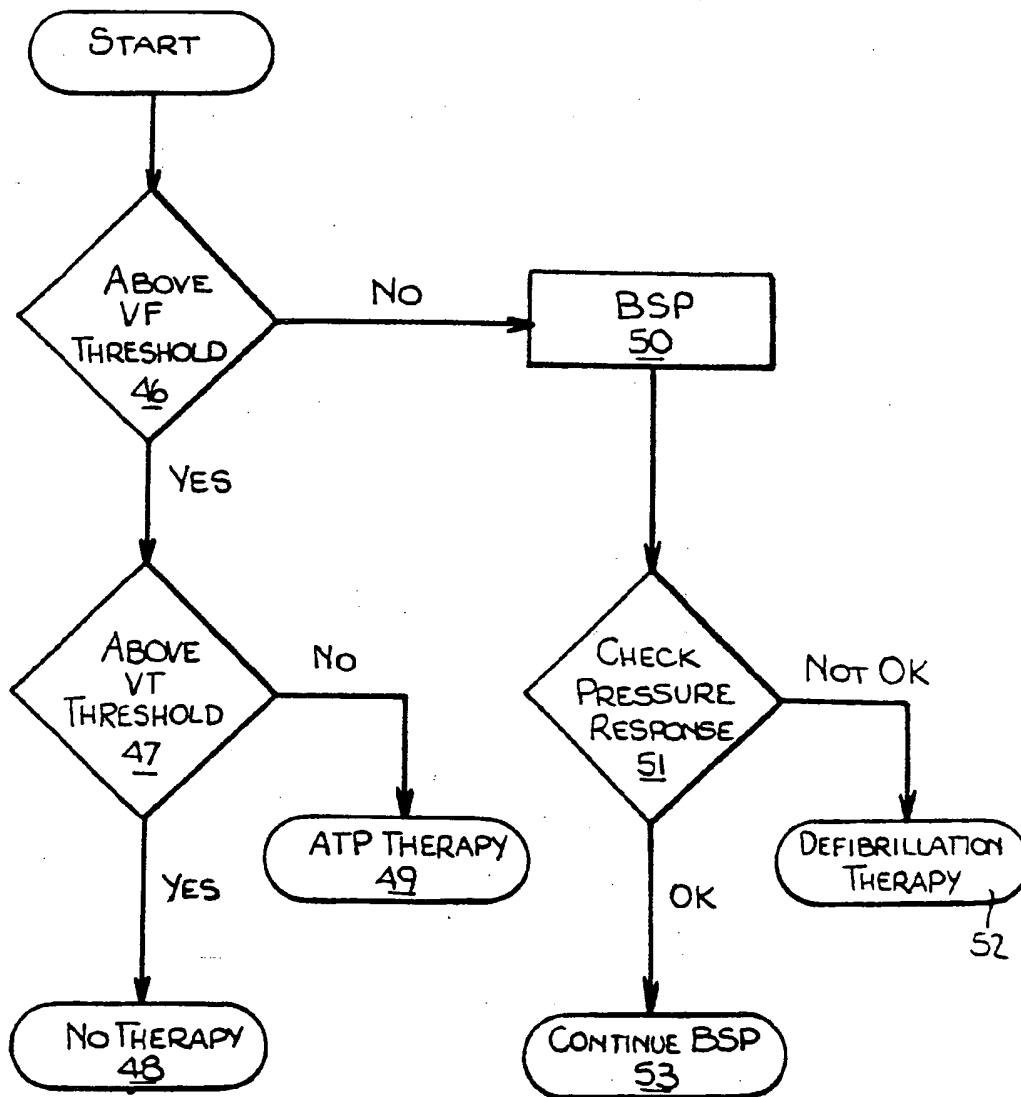 START
ABOVE
VF
THRESHOLD
46
NO
BSP
50
YES
ABOVE
VT
THRESHOLD
47
NO
ATP THERAPY
49
YES
NO THERAPY
48
CHECK
PRESSURE
RESPONSE
51
NOT OK
DEFIBRILLATION
THERAPY
52
OK
CONTINUE BSP
53